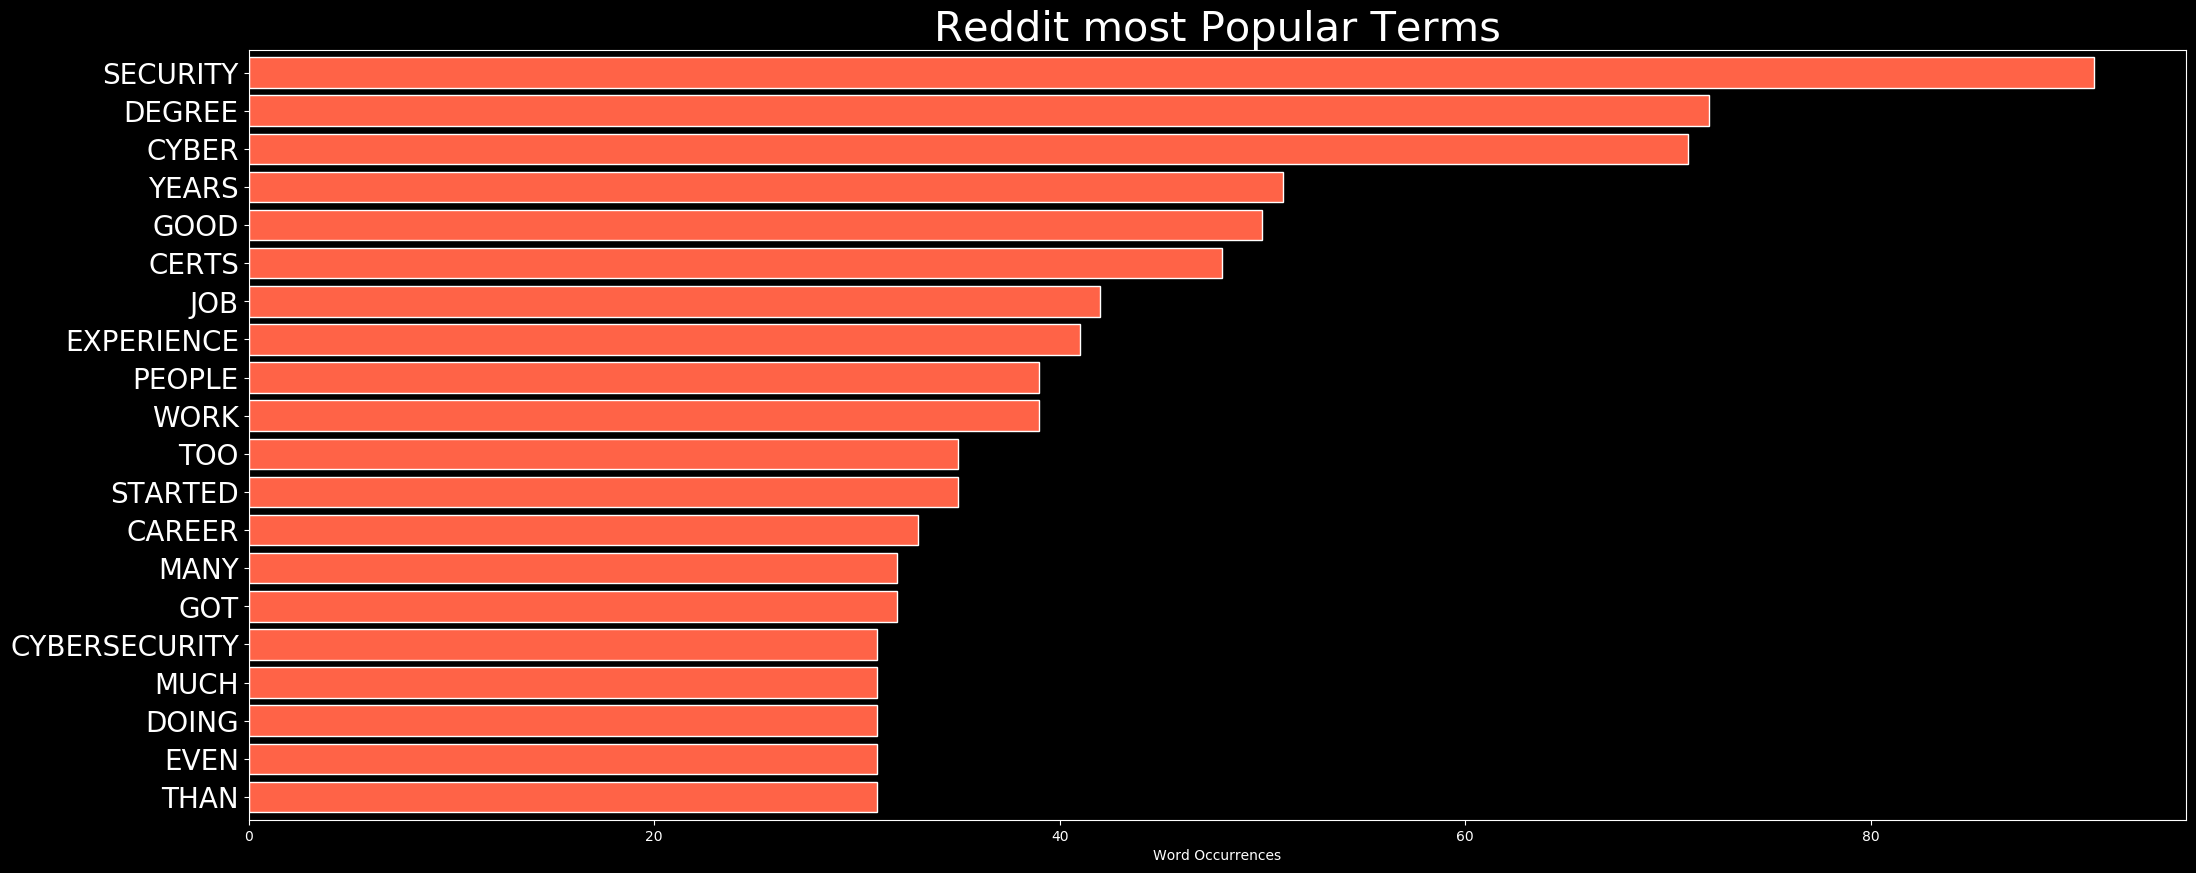 Reddit most Popular Terms
SECURITY
DEGREE
CYBER
YEARS
GOOD
CERTS
JOB
EXPERIENCE
PEOPLE
WORK
TOO
STARTED
CAREER
MANY
GOT
CYBERSECURITY
MUCH
DOING
EVEN
THAN
0 20 40 60 80
Word Occurrences